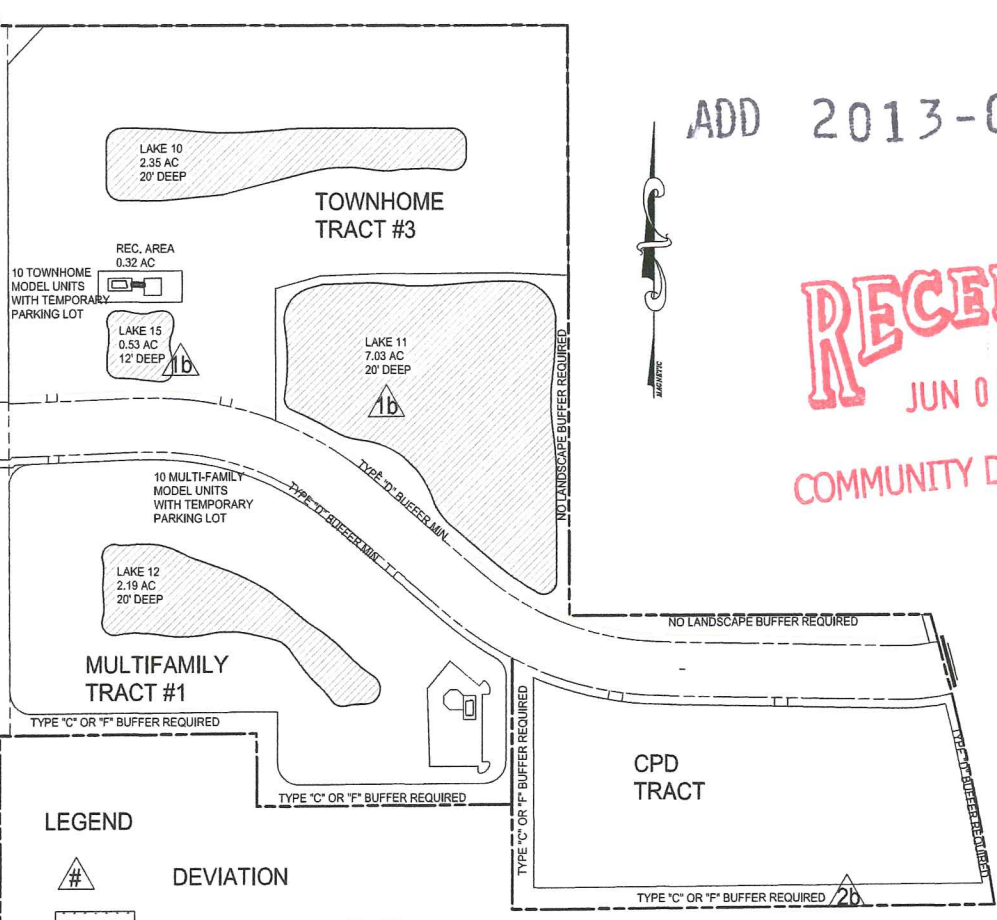 ADD 2013-0
LAKE 10
2.35 AC
20' DEEP
TOWNHOME
TRACT #3
REC. AREA
0.32 AC
10 TOWNHOME
MODEL UNITS
WITH TEMPORARY
PARKING LOT
LAKE 15
0.53 AC
12' DEEP
1b
LAKE 11
7.03 AC
20' DEEP
1b
NO LANDSCAPE BUFFER REQUIRED
MAGNETIC
JUN 0
COMMUNITY D
TYPE "D" BUFFER MIN.
TYPE "D" BUFFER MIN.
10 MULTI-FAMILY
MODEL UNITS
WITH TEMPORARY
PARKING LOT
LAKE 12
2.19 AC
20' DEEP
MULTIFAMILY
TRACT #1
TYPE "C" OR "F" BUFFER REQUIRED
TYPE "C" OR "F" BUFFER REQUIRED
NO LANDSCAPE BUFFER REQUIRED
TYPE "C" OR "F" BUFFER REQUIRED
CPD
TRACT
TYPE "D" BUFFER REQUIRED
TYPE "C" OR "F" BUFFER REQUIRED
2b
LEGEND
#
DEVIATION